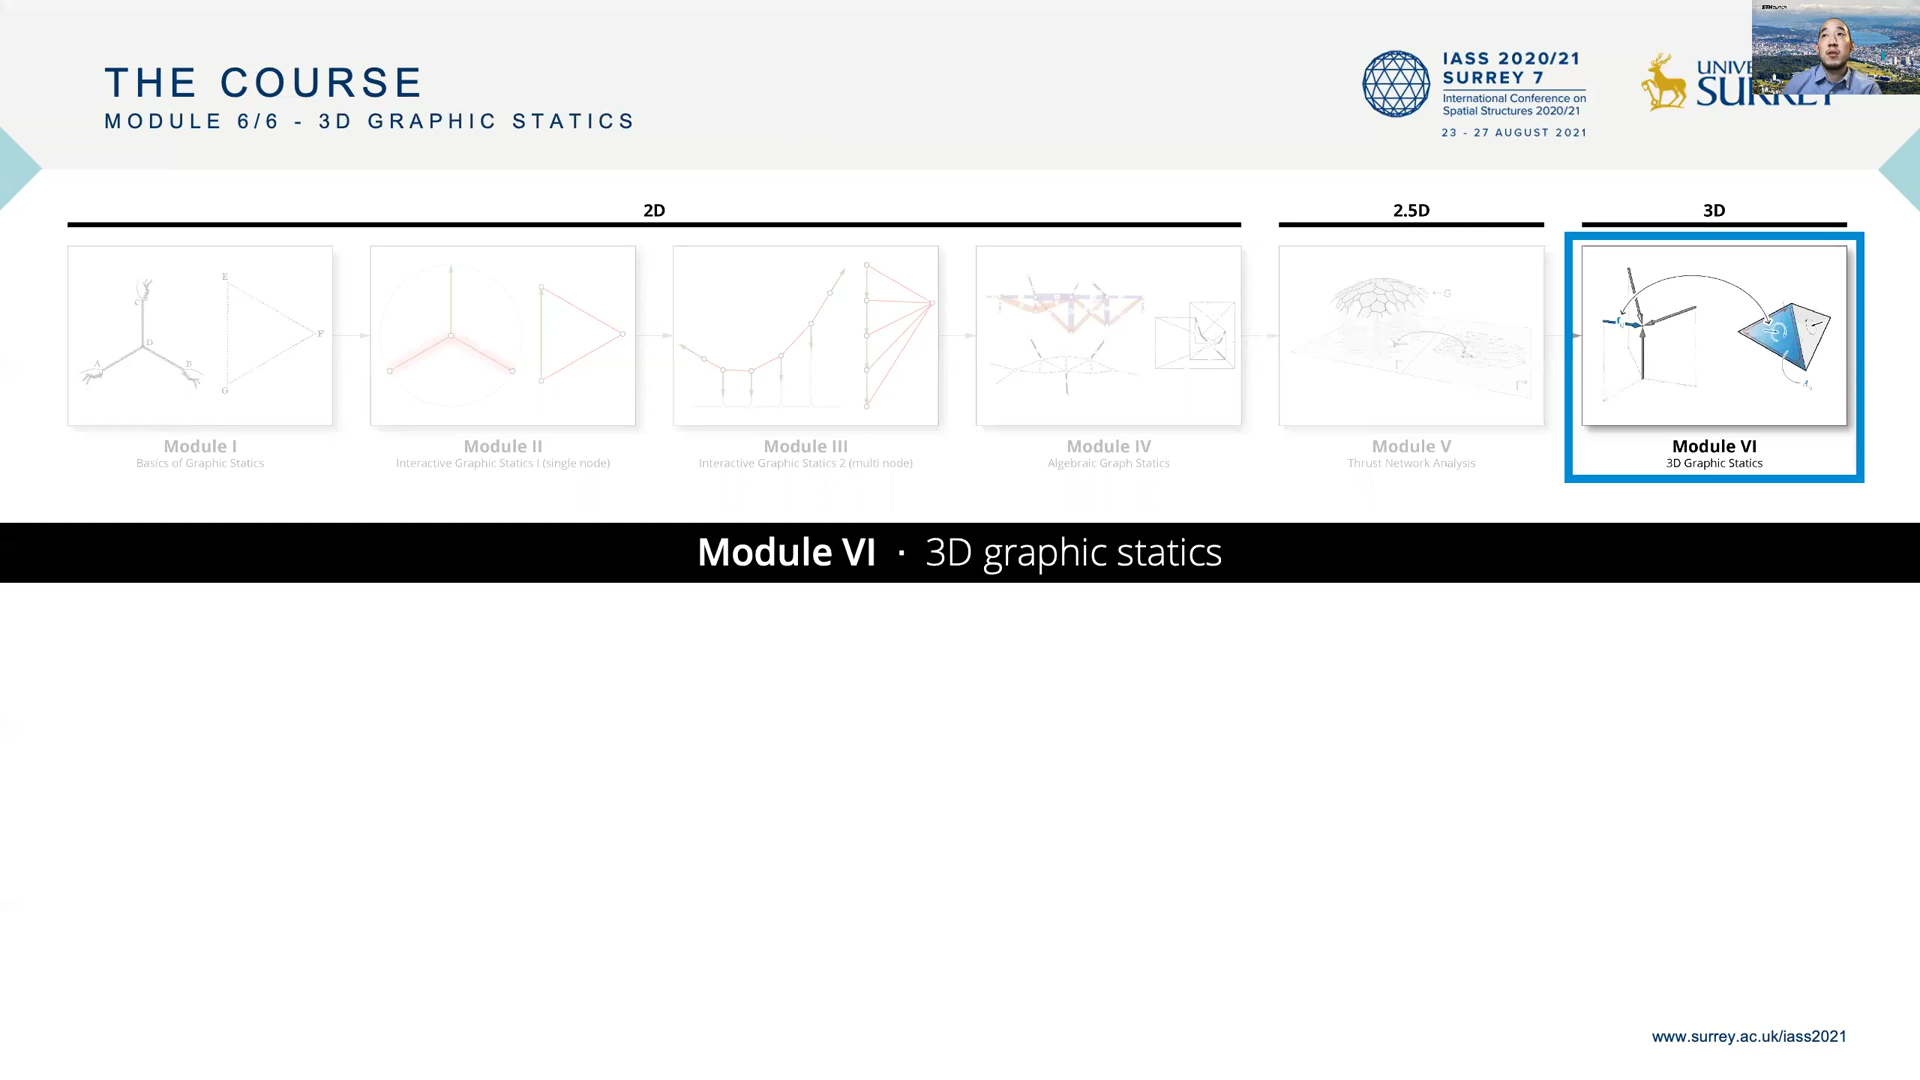 THE COURSE
MODULE 6/6 - 3D GRAPHIC STATICS
IASS 2020/21
SURREY 7
International Conference on
Spatial Structures 2020/21
23 - 27 AUGUST 2021
2D
2.5D
3D
E
C
D
F
A
B
G
G
Γ
Γ*
Module I
Basics of Graphic Statics
Module II
Interactive Graphic Statics I (single node)
Module III
Interactive Graphic Statics 2 (multi node)
Module IV
Algebraic Graph Statics
Module V
Thrust Network Analysis
Module VI
3D Graphic Statics
Module VI · 3D graphic statics
www.surrey.ac.uk/iass2021